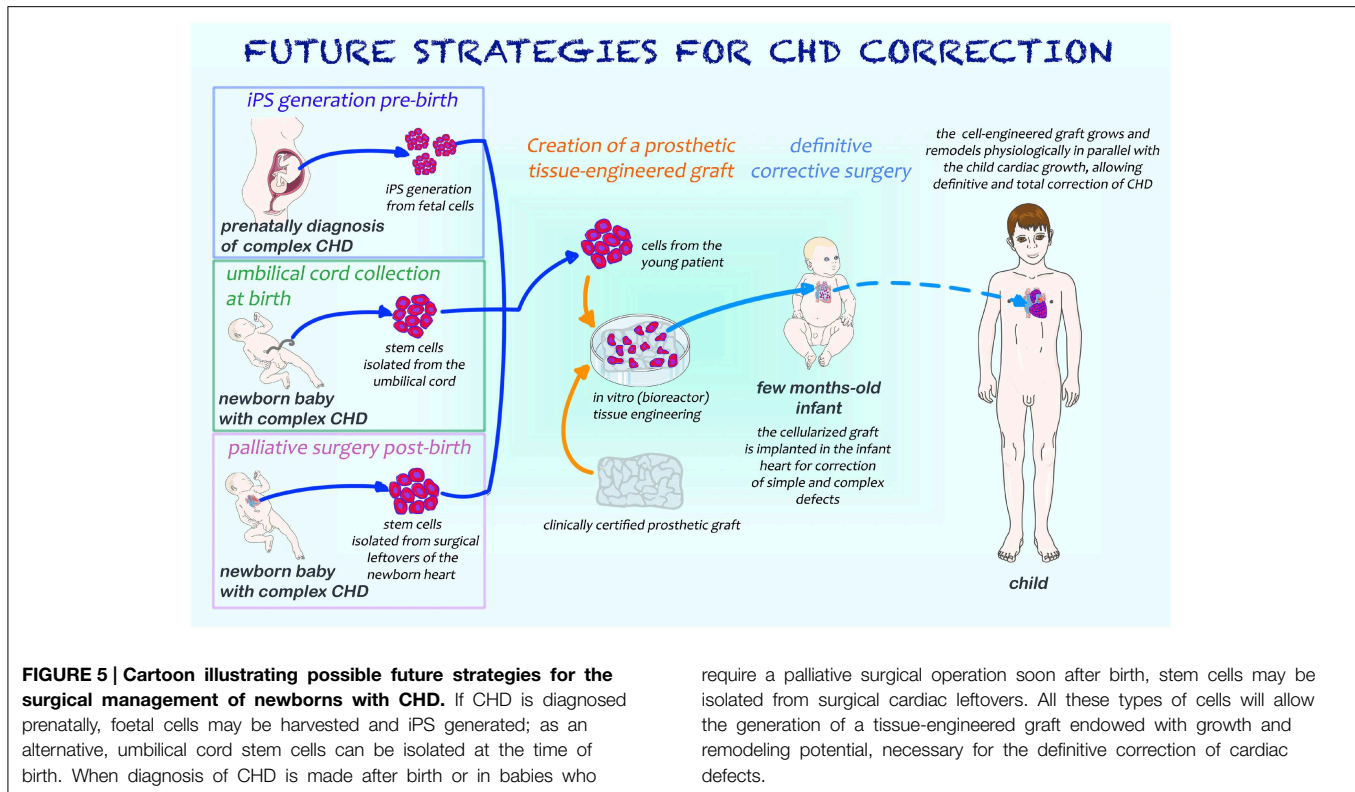 FUTURE STRATEGIES FOR CHD CORRECTION
iPS generation pre-birth
iPS generation
from fetal cells
prenatally diagnosis
of complex CHD
umbilical cord collection
at birth
stem cells
isolated from the
umbilical cord
newborn baby
with complex CHD
palliative surgery post-birth
stem cells
isolated from surgical
leftovers of the
newborn heart
newborn baby
with complex CHD
Creation of a prosthetic
tissue-engineered graft
cells from the
young patient
in vitro (bioreactor)
tissue engineering
clinically certified prosthetic graft
definitive
corrective surgery
few months-old
infant
the cellularized graft
is implanted in the infant
heart for correction
of simple and complex
defects
the cell-engineered graft grows and
remodels physiologically in parallel with
the child cardiac growth, allowing
definitive and total correction of CHD
child
FIGURE 5 | Cartoon illustrating possible future strategies for the
surgical management of newborns with CHD. If CHD is diagnosed
prenatally, foetal cells may be harvested and iPS generated; as an
alternative, umbilical cord stem cells can be isolated at the time of
birth. When diagnosis of CHD is made after birth or in babies who
require a palliative surgical operation soon after birth, stem cells may be
isolated from surgical cardiac leftovers. All these types of cells will allow
the generation of a tissue-engineered graft endowed with growth and
remodeling potential, necessary for the definitive correction of cardiac
defects.